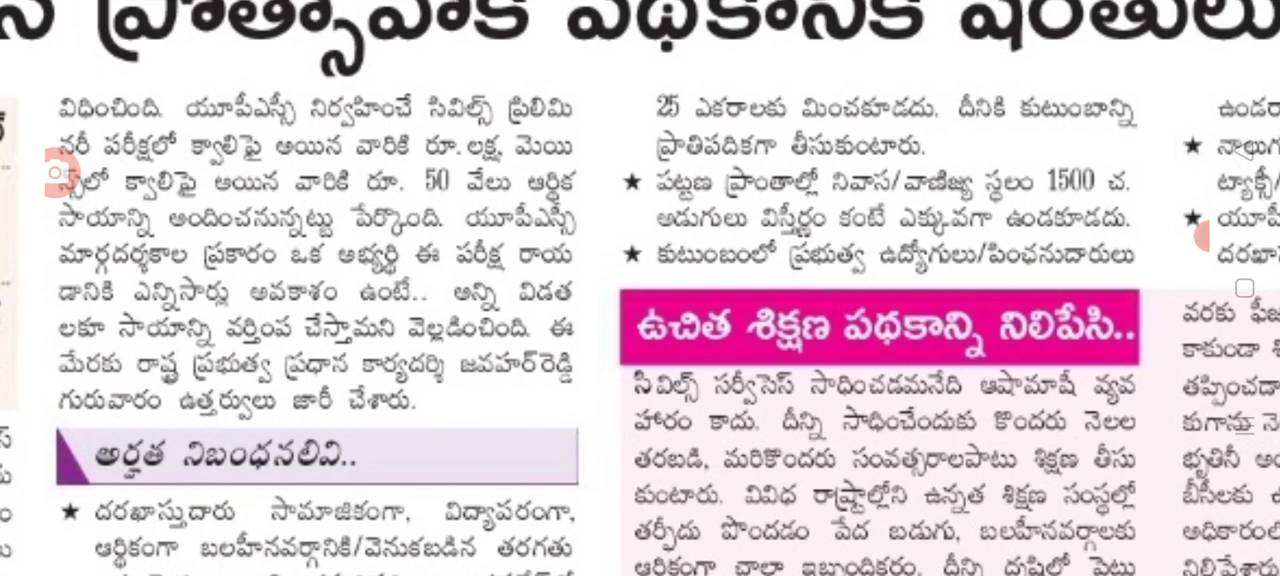 ప్రోత్సాహక పథకానికి షరతులు
విధించింది. యూపీఎస్సీ నిర్వహించే సివిల్స్ ప్రిలిమి
నరీ పరీక్షలో క్వాలిఫై అయిన వారికి రూ. లక్ష, మెయి
న్స్‌లో క్వాలిఫై అయిన వారికి రూ. 50 వేలు ఆర్థిక
సాయాన్ని అందించనున్నట్టు పేర్కొంది. యూపీఎస్సీ
మార్గదర్శకాల ప్రకారం ఒక అభ్యర్థి ఈ పరీక్ష రాయ
డానికి ఎన్నిసార్లు అవకాశం ఉంటే.. అన్ని విడత
లకూ సాయాన్ని వర్తింప చేస్తామని వెల్లడించింది. ఈ
మేరకు రాష్ట్ర ప్రభుత్వ ప్రధాన కార్యదర్శి జవహర్‌రెడ్డి
గురువారం ఉత్తర్వులు జారీ చేశారు.
అర్హత నిబంధనలివి..
★ దరఖాస్తుదారు సామాజికంగా, విద్యాపరంగా,
ఆర్థికంగా బలహీనవర్గానికి/వెనుకబడిన తరగతు
25 ఎకరాలకు మించకూడదు. దీనికి కుటుంబాన్ని
ప్రాతిపదికగా తీసుకుంటారు.
★ పట్టణ ప్రాంతాల్లో నివాస/వాణిజ్య స్థలం 1500 చ.
అడుగులు విస్తీర్ణం కంటే ఎక్కువగా ఉండకూడదు.
★ కుటుంబంలో ప్రభుత్వ ఉద్యోగులు/పింఛనుదారులు
ఉచిత శిక్షణ పథకాన్ని నిలిపేసి..
సివిల్స్ సర్వీసెస్ సాధించడమనేది ఆషామాషీ వ్యవ
హారం కాదు. దీన్ని సాధించేందుకు కొందరు నెలల
తరబడి, మరికొందరు సంవత్సరాలపాటు శిక్షణ తీసు
కుంటారు. వివిధ రాష్ట్రాల్లోని ఉన్నత శిక్షణ సంస్థల్లో
తర్ఫీదు పొందడం పేద బడుగు, బలహీనవర్గాలకు
ఆర్థికంగా చాలా ఇబ్బందికరం. దీన్ని దృష్టిలో పెట్టు
★
★
వరకు
కాకుండా